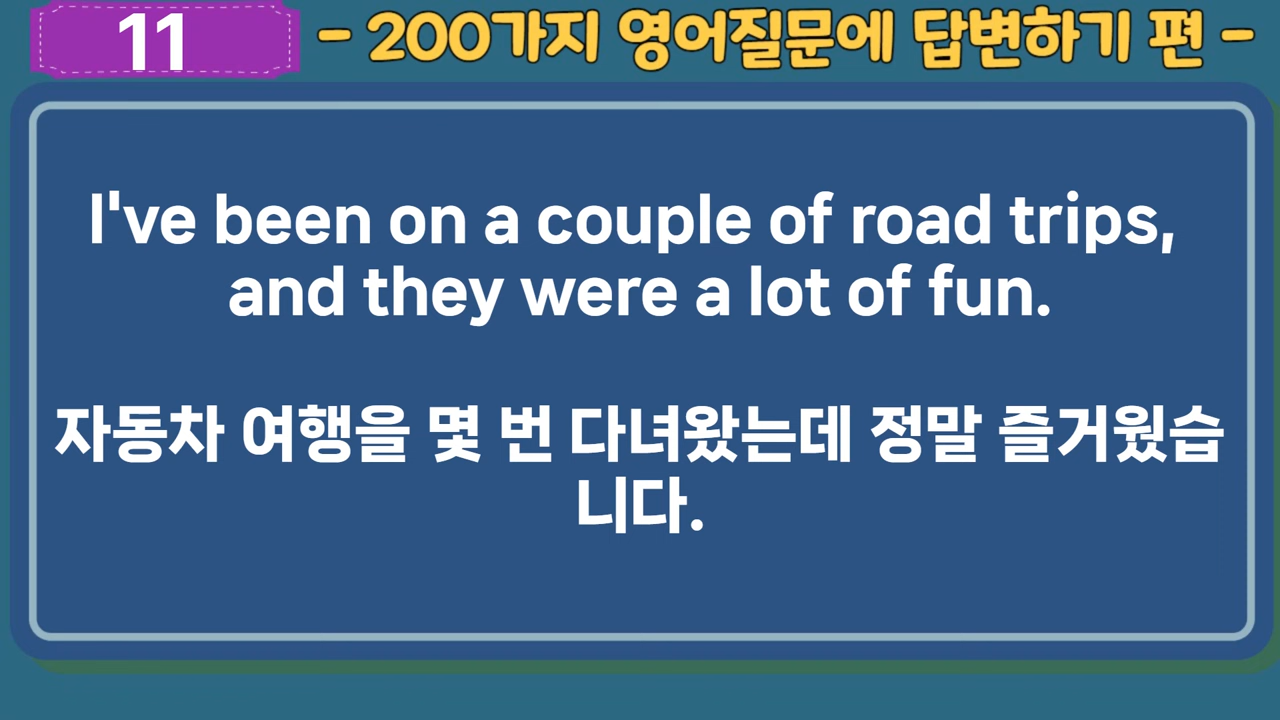 11
- 200가지 영어질문에 답변하기 편 -
I've been on a couple of road trips,
and they were a lot of fun.
자동차 여행을 몇 번 다녀왔는데 정말 즐거웠습
니다.